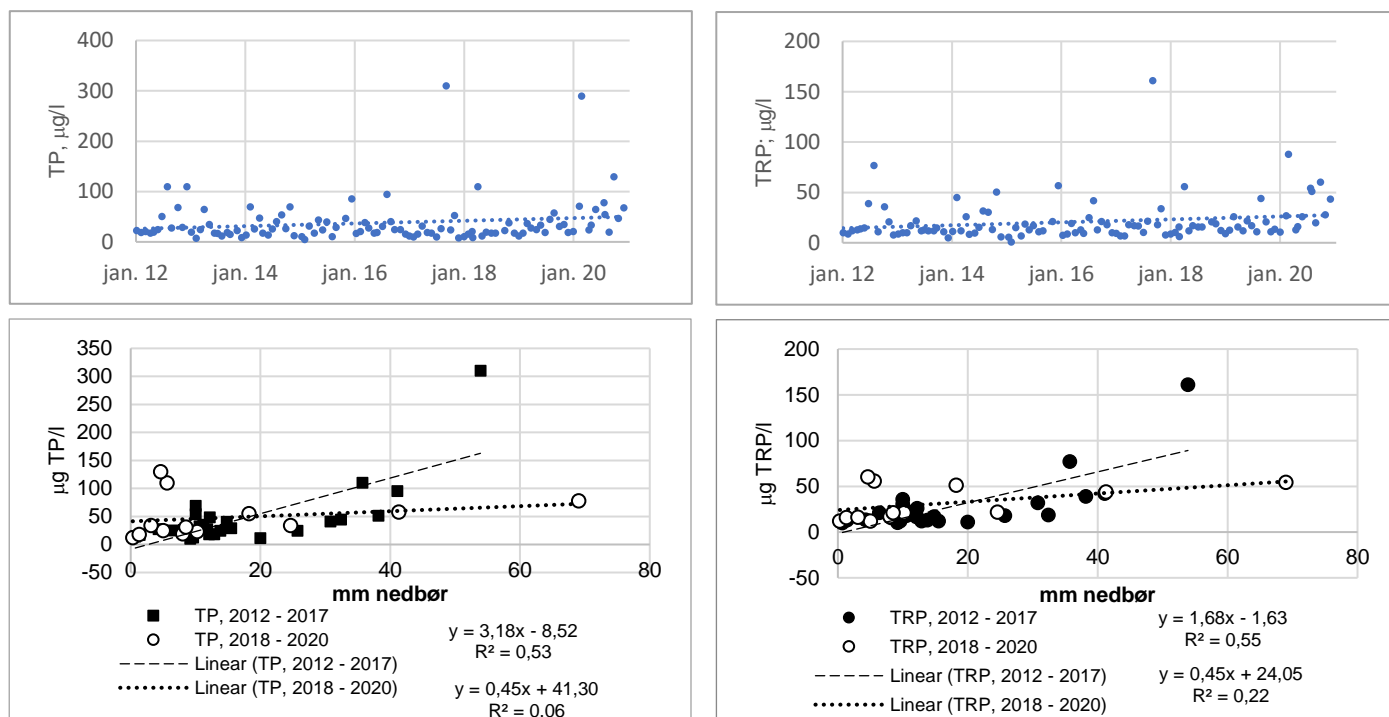 400
300
200
100
0
TP, µg/l
jan. 12
jan. 14
jan. 16
jan. 18
jan. 20
200
150
100
50
0
TRP; µg/l
jan. 12
jan. 14
jan. 16
jan. 18
jan. 20
350
300
250
200
150
100
50
0
-50
µg TP/l
0
20
40
60
80
mm nedbør
TP, 2012 - 2017
TP, 2018 - 2020
Linear (TP, 2012 - 2017)
Linear (TP, 2018 - 2020)
y = 3,18x - 8,52
R² = 0,53
y = 0,45x + 41,30
R² = 0,06
200
150
100
50
0
-50
µg TRP/l
0
20
40
60
80
mm nedbør
TRP, 2012 - 2017
TRP, 2018 - 2020
Linear (TRP, 2012 - 2017)
Linear (TRP, 2018 - 2020)
y = 1,68x - 1,63
R² = 0,55
y = 0,45x + 24,05
R² = 0,22